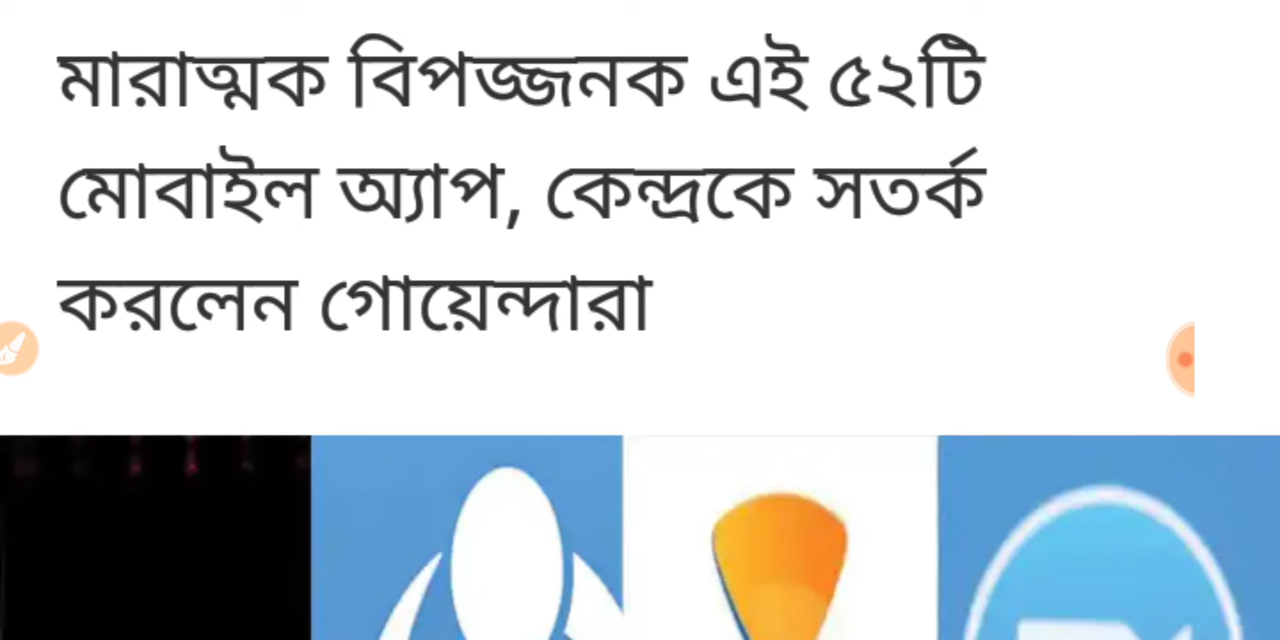 মারাত্মক বিপজ্জনক এই ৫২টি
মোবাইল অ্যাপ, কেন্দ্রকে সতর্ক
করলেন গোয়েন্দারা